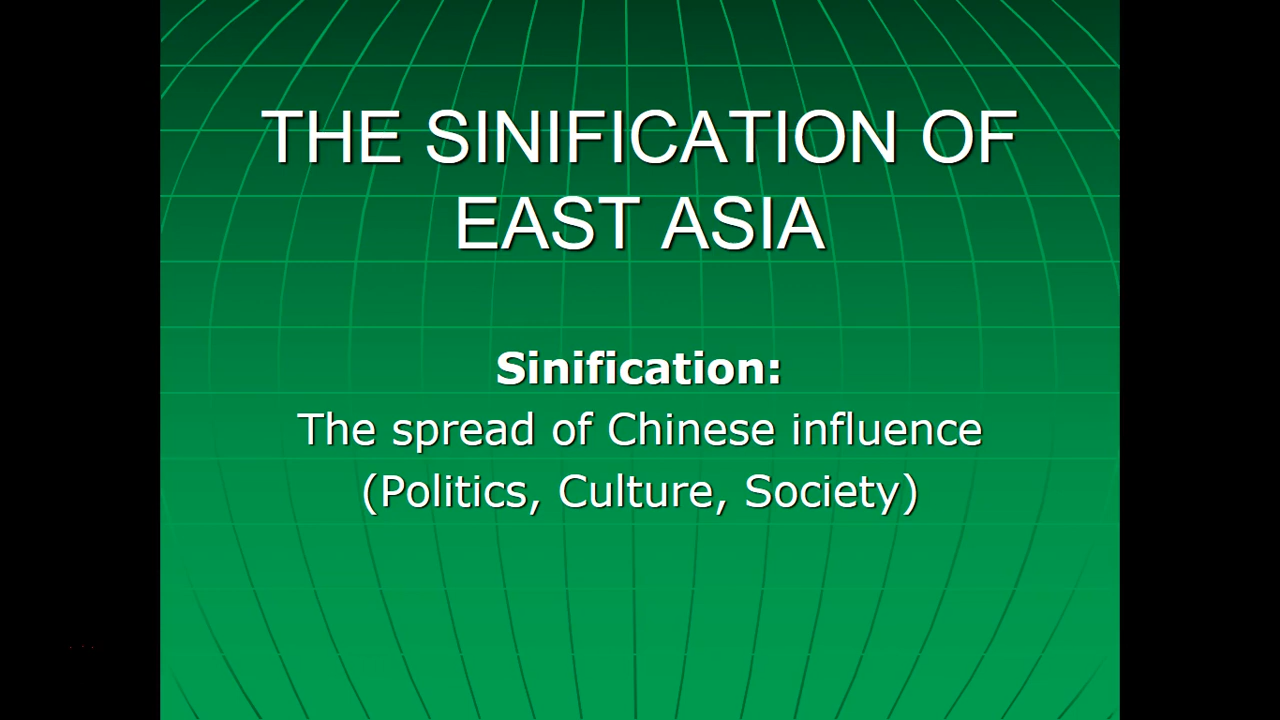 THE SINIFICATION OF
EAST ASIA
Sinification:
The spread of Chinese influence
(Politics, Culture, Society)